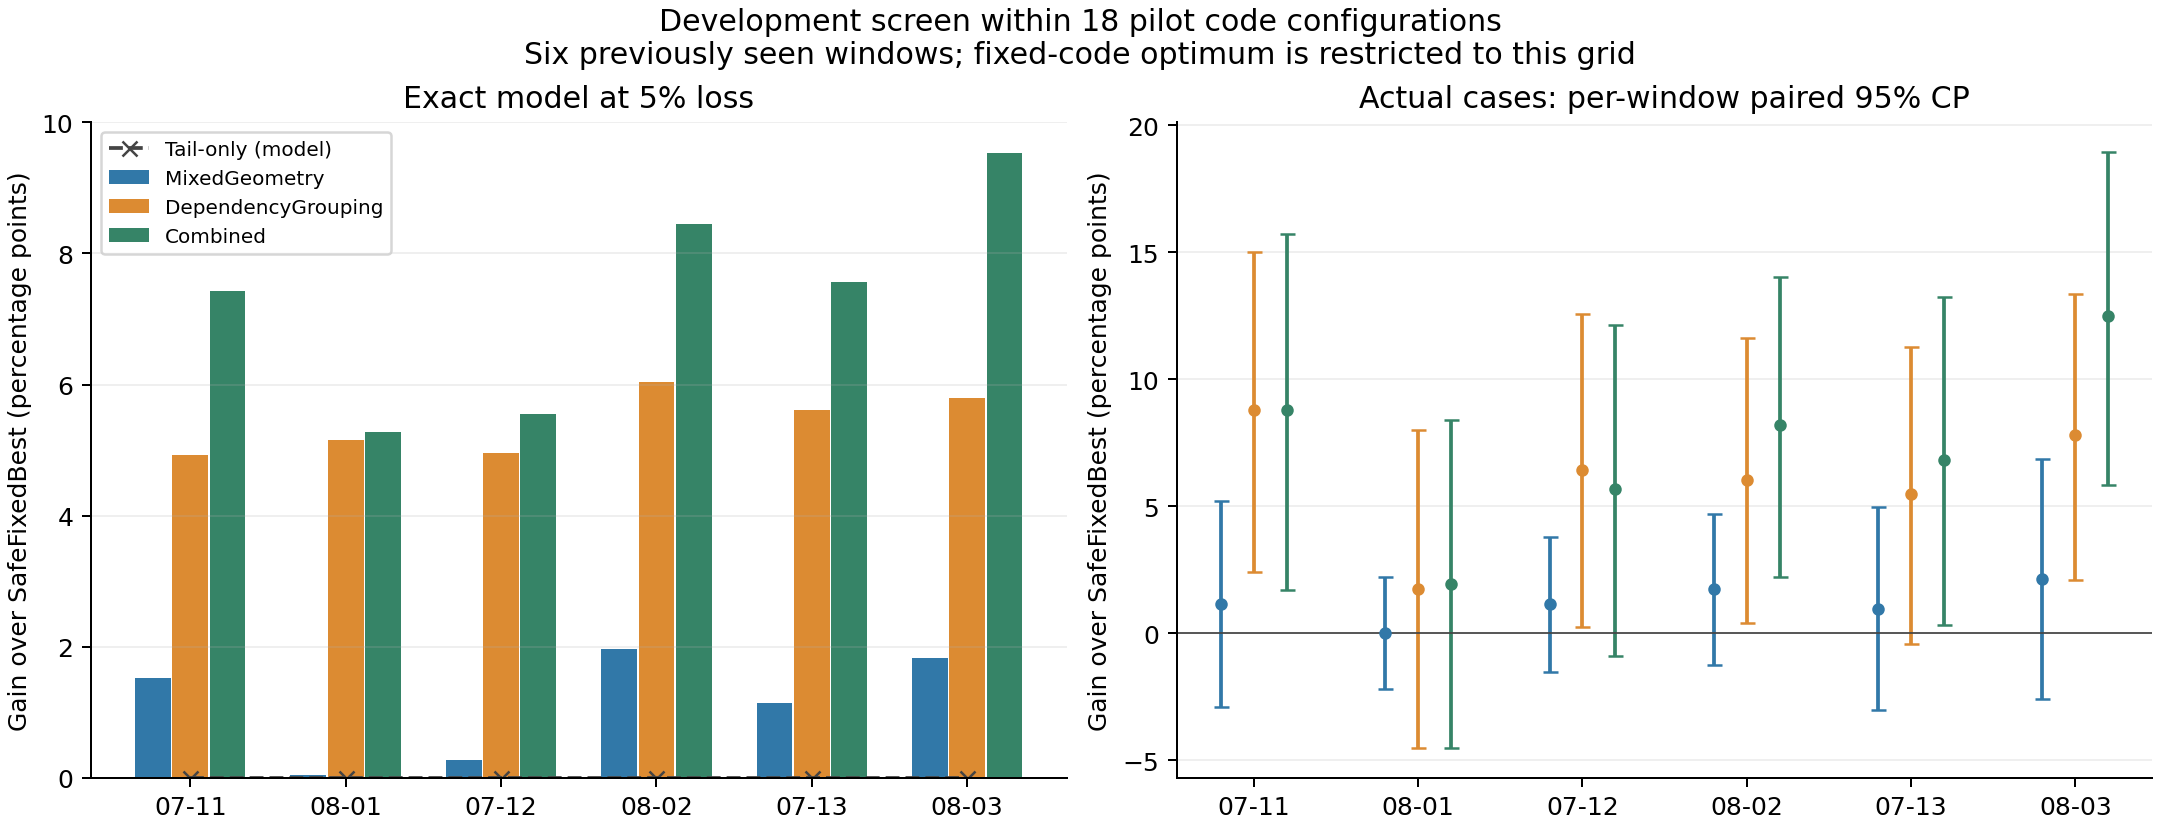 Development screen within 18 pilot code configurations
Six previously seen windows; fixed-code optimum is restricted to this grid
Exact model at 5% loss
Gain over SafeFixedBest (percentage points)
10
8
6
4
2
0
Tail-only (model)
MixedGeometry
DependencyGrouping
Combined
07-11
08-01
07-12
08-02
07-13
08-03
Actual cases: per-window paired 95% CP
Gain over SafeFixedBest (percentage points)
20
15
10
5
0
−5
07-11
08-01
07-12
08-02
07-13
08-03